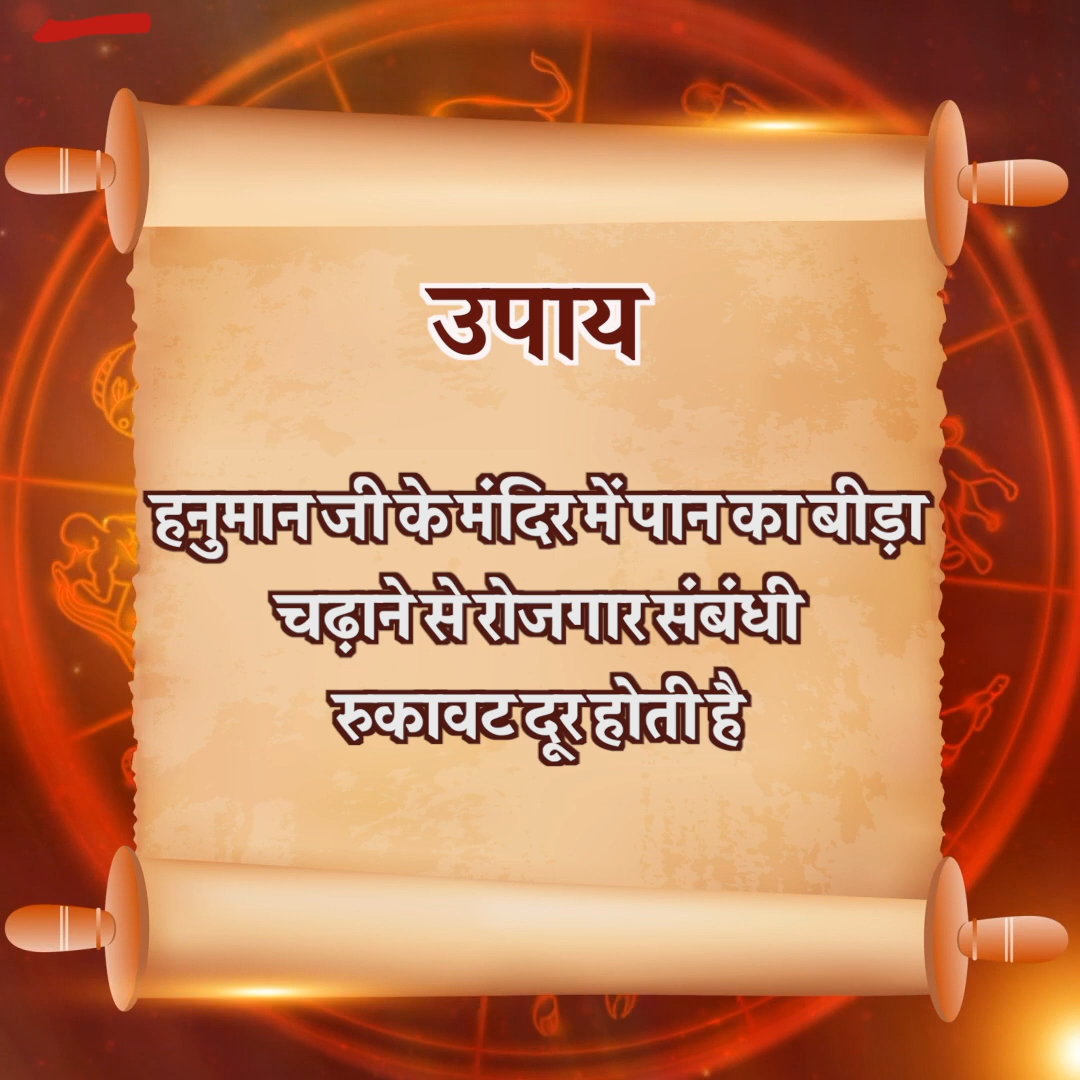 उपाय
हनुमान जी के मंदिर में पान का बीड़ा
चढ़ाने से रोजगार संबंधी
रुकावट दूर होती है